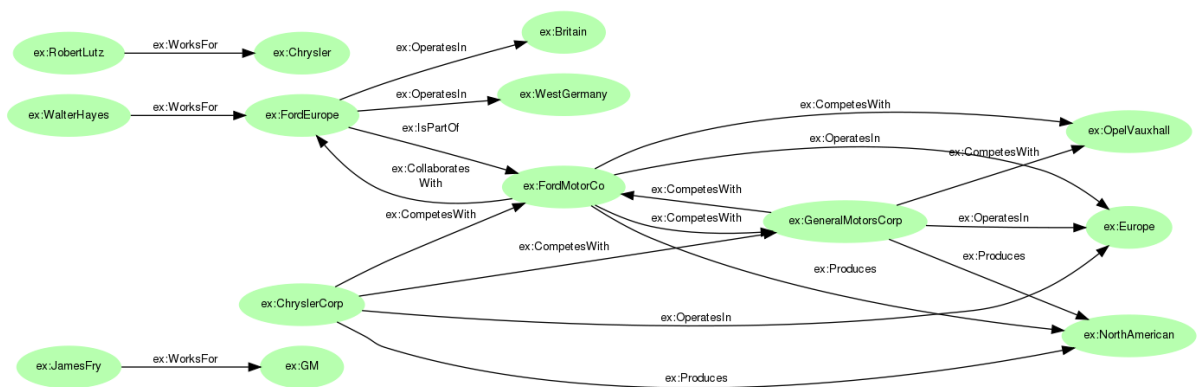 ex:RobertLutz
ex:WorksFor
ex:Chrysler
ex:OperatesIn
ex:Britain
ex:WalterHayes
ex:WorksFor
ex:FordEurope
ex:OperatesIn
ex:WestGermany
ex:IsPartOf
ex:CompetesWith
ex:OpelVauxhall
ex:OperatesIn
ex:CompetesWith
ex:Collaborates
With
ex:FordMotorCo
ex:CompetesWith
ex:CompetesWith
ex:CompetesWith
ex:GeneralMotorsCorp
ex:OperatesIn
ex:Europe
ex:CompetesWith
ex:Produces
ex:Produces
ex:ChryslerCorp
ex:OperatesIn
ex:NorthAmerican
ex:JamesFry
ex:WorksFor
ex:GM
ex:Produces